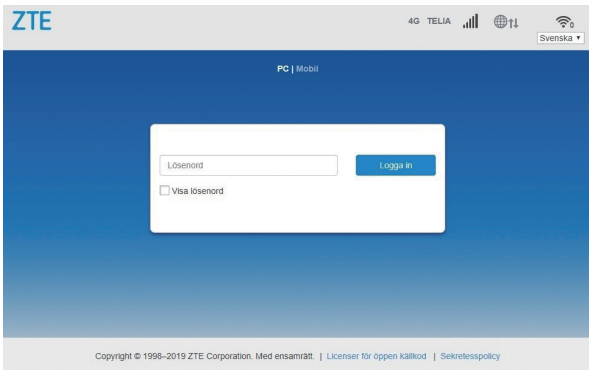 ZTE
4G TELIA
0
Svenska
PC | Mobil
Lösenord
Logga in
Visa lösenord
Copyright © 1998–2019 ZTE Corporation. Med ensamrätt. | Licenser för öppen källkod | Sekretesspolicy